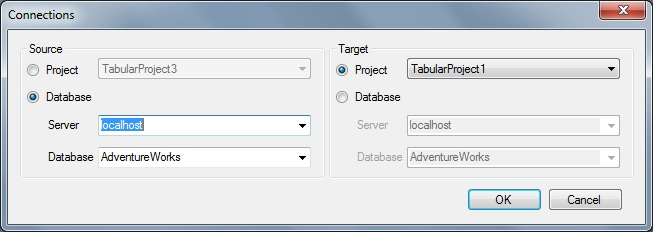 Connections
Source
Project TabularProject3
Database
Server localhost
Database AdventureWorks
Target
Project TabularProject1
Database
Server localhost
Database AdventureWorks
OK Cancel